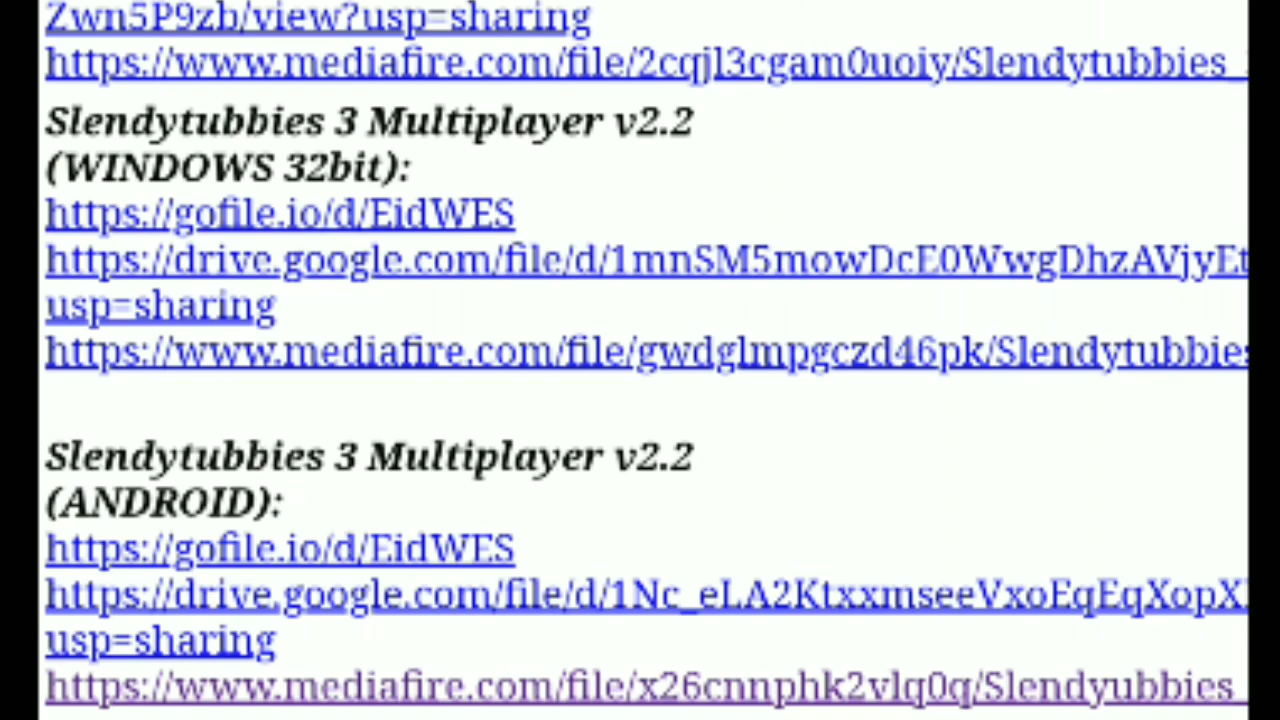 Zwn5P9zb/view?usp=sharing
https://www.mediafire.com/file/2cqjl3cgam0uoiy/Slendytubbies_
Slendytubbies 3 Multiplayer v2.2
(WINDOWS 32bit):
https://gofile.io/d/EidWES
https://drive.google.com/file/d/1mnSM5mowDcE0WwgDhzAVjyEt
usp=sharing
https://www.mediafire.com/file/gwdglmpgczd46pk/Slendytubbies
Slendytubbies 3 Multiplayer v2.2
(ANDROID):
https://gofile.io/d/EidWES
https://drive.google.com/file/d/1Nc_eLA2KtxxmseeVxoEqEqXopX
usp=sharing
https://www.mediafire.com/file/x26cnnphk2vlq0q/Slendyubbies_